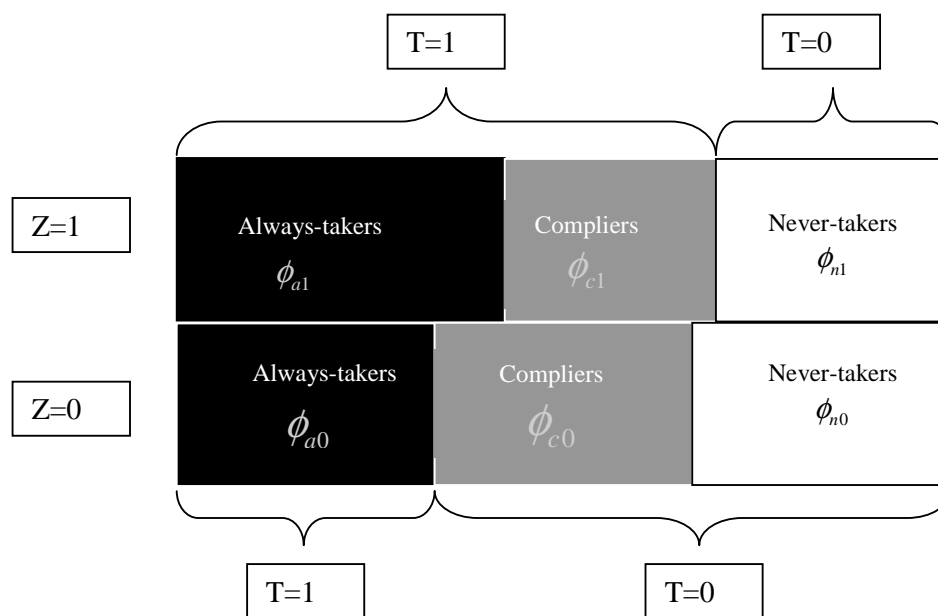 T=1 T=0
Z=1
Always-takers Compliers Never-takers
ϕa1 ϕc1 ϕn1
Z=0
Always-takers Compliers Never-takers
ϕa0 ϕc0 ϕn0
T=1 T=0